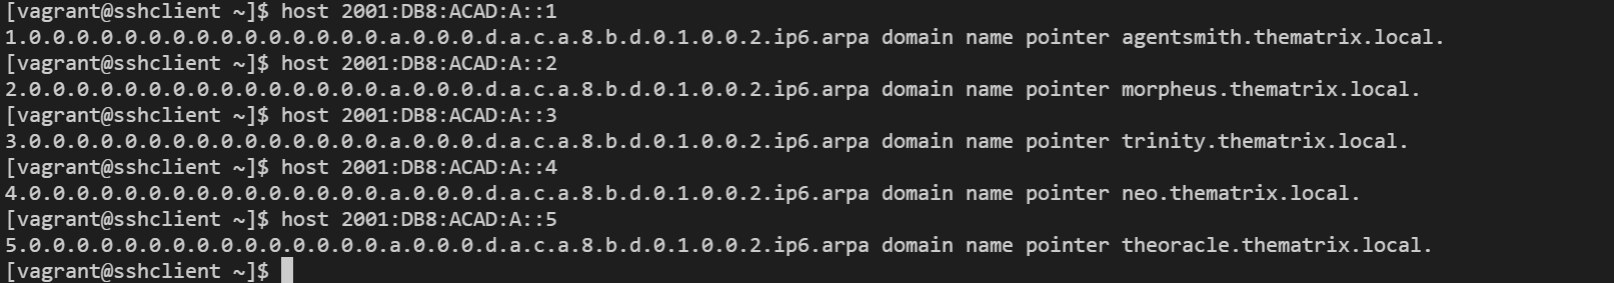 [vagrant@sshclient ~]$ host 2001:DB8:ACAD:A::1
1.0.0.0.0.0.0.0.0.0.0.0.0.0.0.0.a.0.0.0.d.a.c.a.8.b.d.0.1.0.0.2.ip6.arpa domain name pointer agentsmith.thematrix.local.
[vagrant@sshclient ~]$ host 2001:DB8:ACAD:A::2
2.0.0.0.0.0.0.0.0.0.0.0.0.0.0.0.a.0.0.0.d.a.c.a.8.b.d.0.1.0.0.2.ip6.arpa domain name pointer morpheus.thematrix.local.
[vagrant@sshclient ~]$ host 2001:DB8:ACAD:A::3
3.0.0.0.0.0.0.0.0.0.0.0.0.0.0.0.a.0.0.0.d.a.c.a.8.b.d.0.1.0.0.2.ip6.arpa domain name pointer trinity.thematrix.local.
[vagrant@sshclient ~]$ host 2001:DB8:ACAD:A::4
4.0.0.0.0.0.0.0.0.0.0.0.0.0.0.0.a.0.0.0.d.a.c.a.8.b.d.0.1.0.0.2.ip6.arpa domain name pointer neo.thematrix.local.
[vagrant@sshclient ~]$ host 2001:DB8:ACAD:A::5
5.0.0.0.0.0.0.0.0.0.0.0.0.0.0.0.a.0.0.0.d.a.c.a.8.b.d.0.1.0.0.2.ip6.arpa domain name pointer theoracle.thematrix.local.
[vagrant@sshclient ~]$